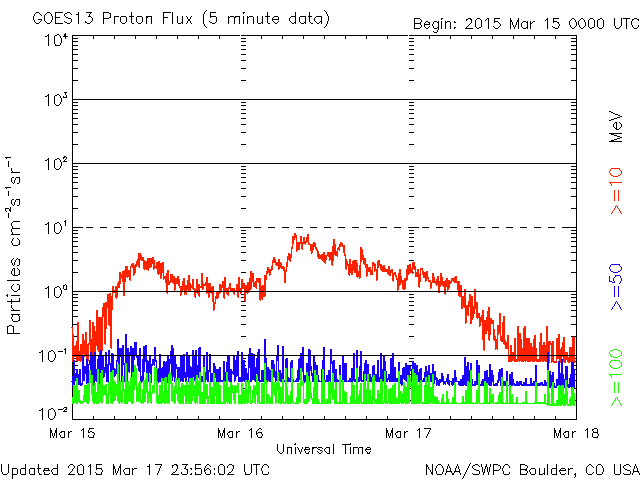 GOES13 Proton Flux (5 minute data)
Begin: 2015 Mar 15 0000 UTC
Particles cm⁻²s⁻¹sr⁻¹
10⁴
10³
10²
10¹
10⁰
10⁻¹
10⁻²
Mar 15
Mar 16
Mar 17
Mar 18
Universal Time
>=10
>=50
>=100
MeV
Updated 2015 Mar 17 23:56:02 UTC
NOAA/SWPC Boulder, CO USA